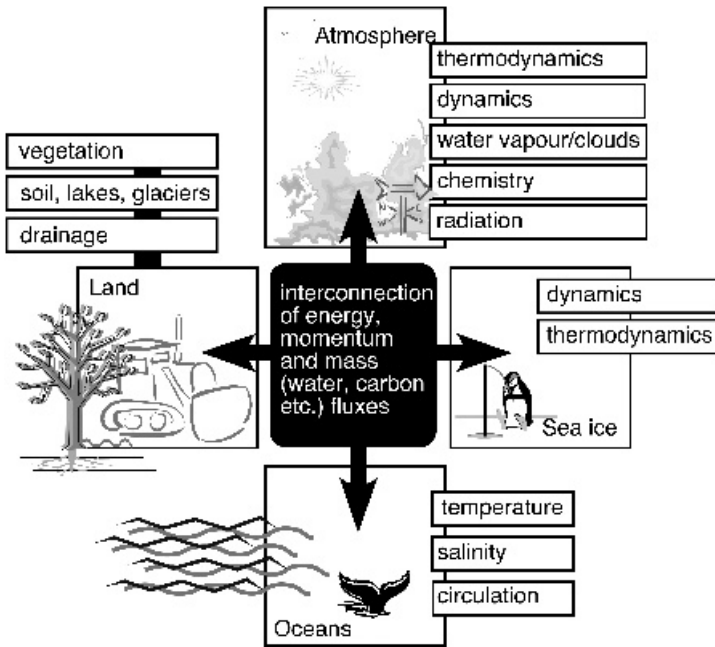 Atmosphere
thermodynamics
dynamics
water vapour/clouds
chemistry
radiation
vegetation
soil, lakes, glaciers
drainage
Land
interconnection
of energy,
momentum
and mass
(water, carbon
etc.) fluxes
dynamics
thermodynamics
Sea ice
temperature
salinity
circulation
Oceans